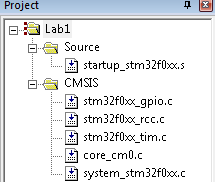 Project
Lab1
Source
startup_stm32f0xx.s
CMSIS
stm32f0xx_gpio.c
stm32f0xx_rcc.c
stm32f0xx_tim.c
core_cm0.c
system_stm32f0xx.c